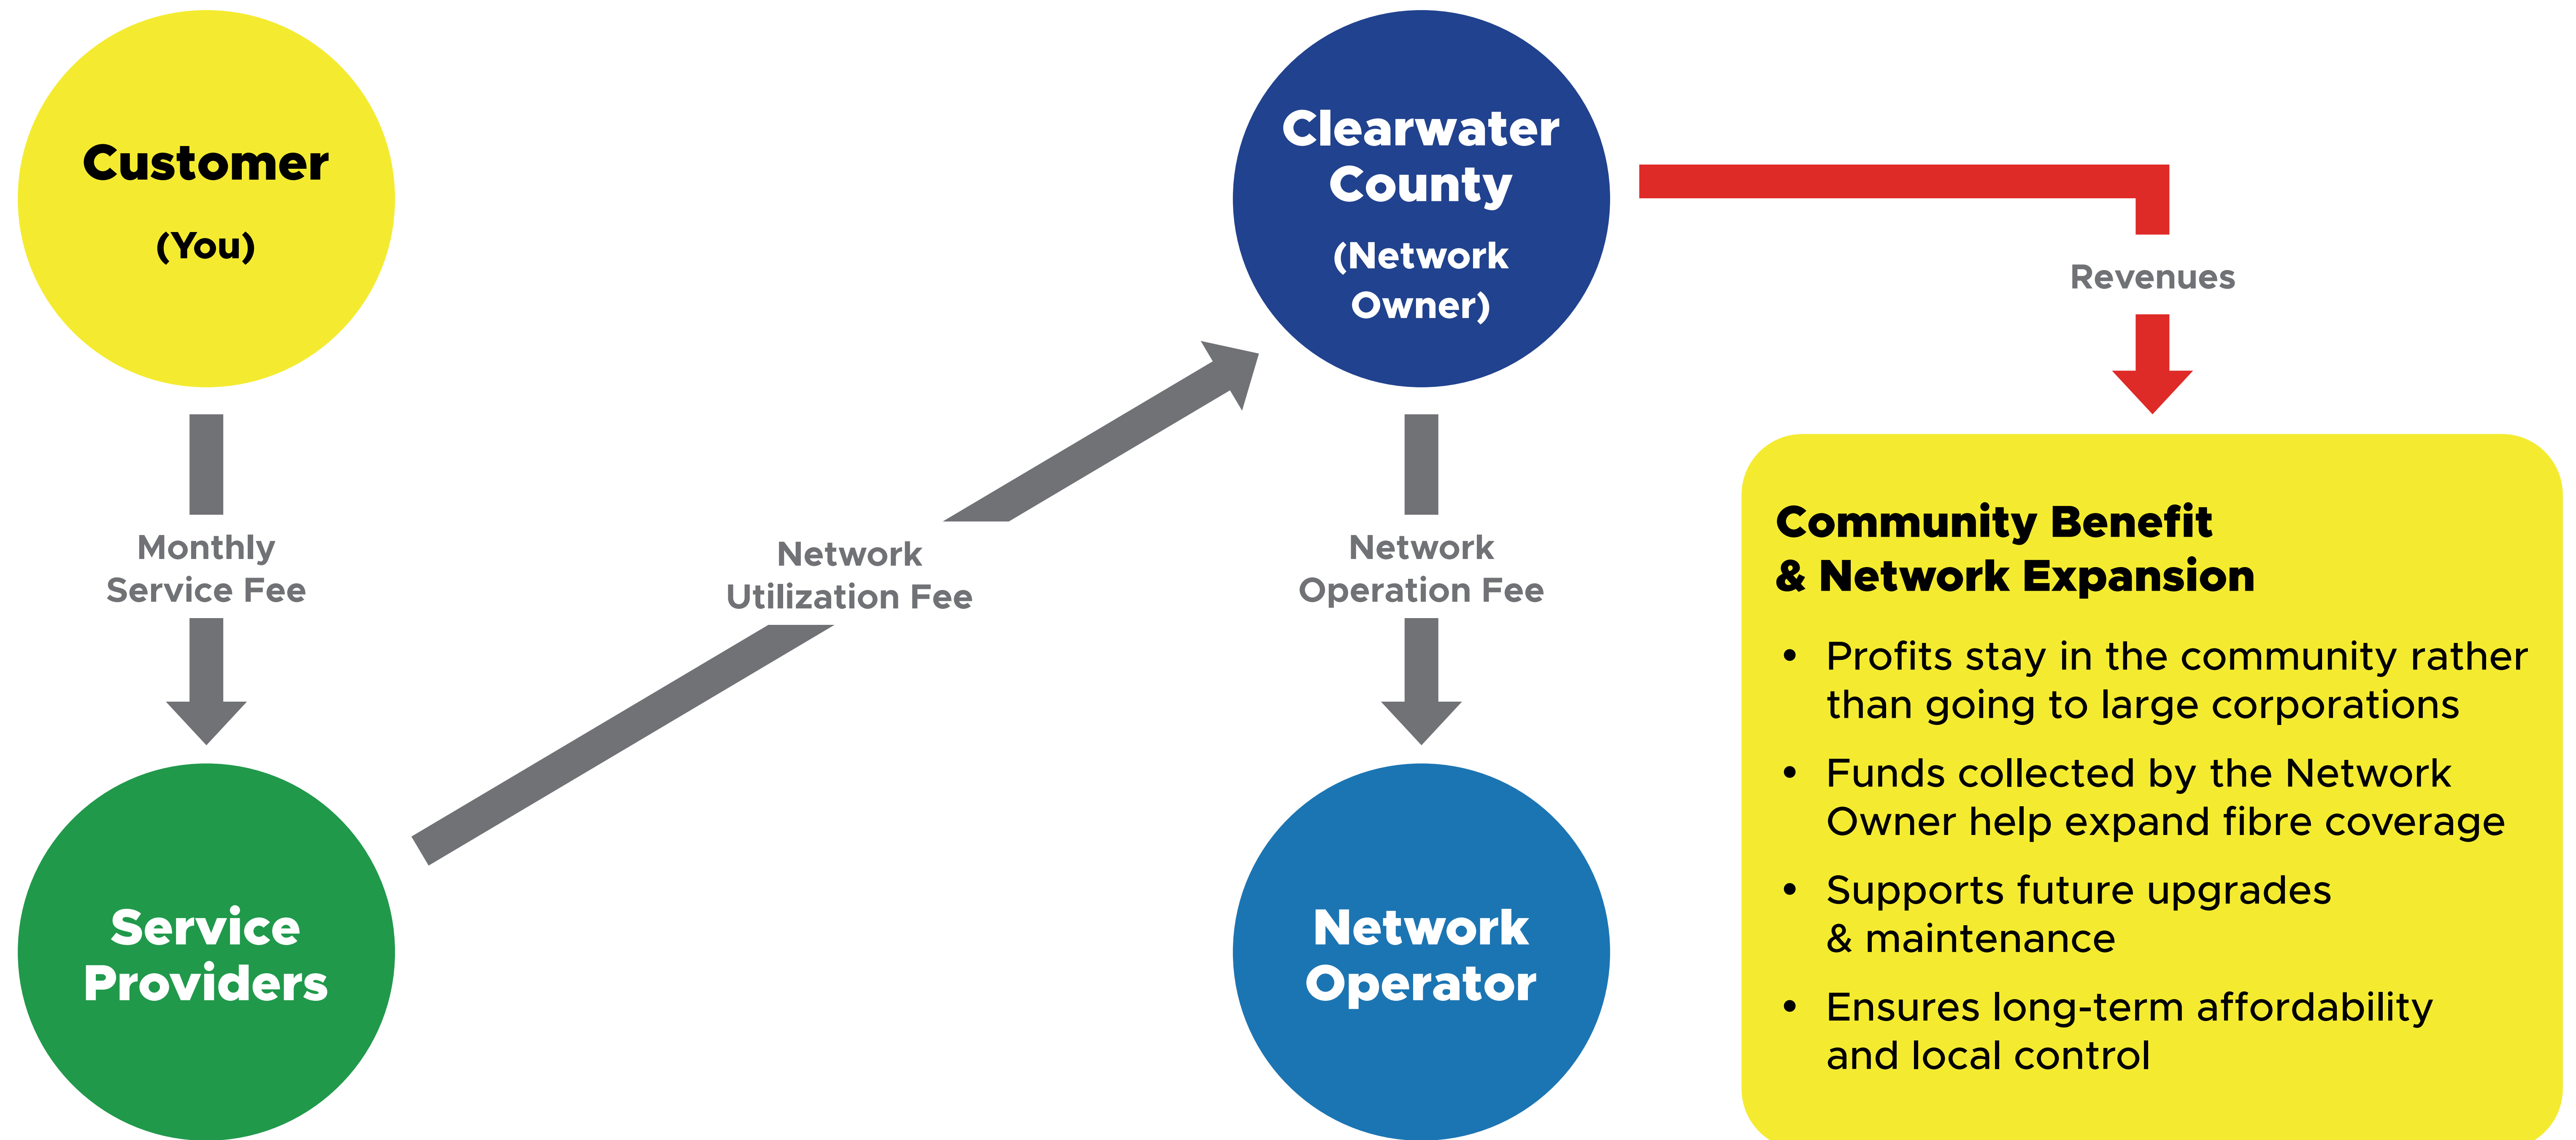 Customer
(You)
Monthly
Service Fee
Service
Providers
Network
Utilization Fee
Clearwater
County
(Network
Owner)
Network
Operation Fee
Network
Operator
Revenues
Community Benefit
& Network Expansion
• Profits stay in the community rather
than going to large corporations
• Funds collected by the Network
Owner help expand fibre coverage
• Supports future upgrades
& maintenance
• Ensures long-term affordability
and local control